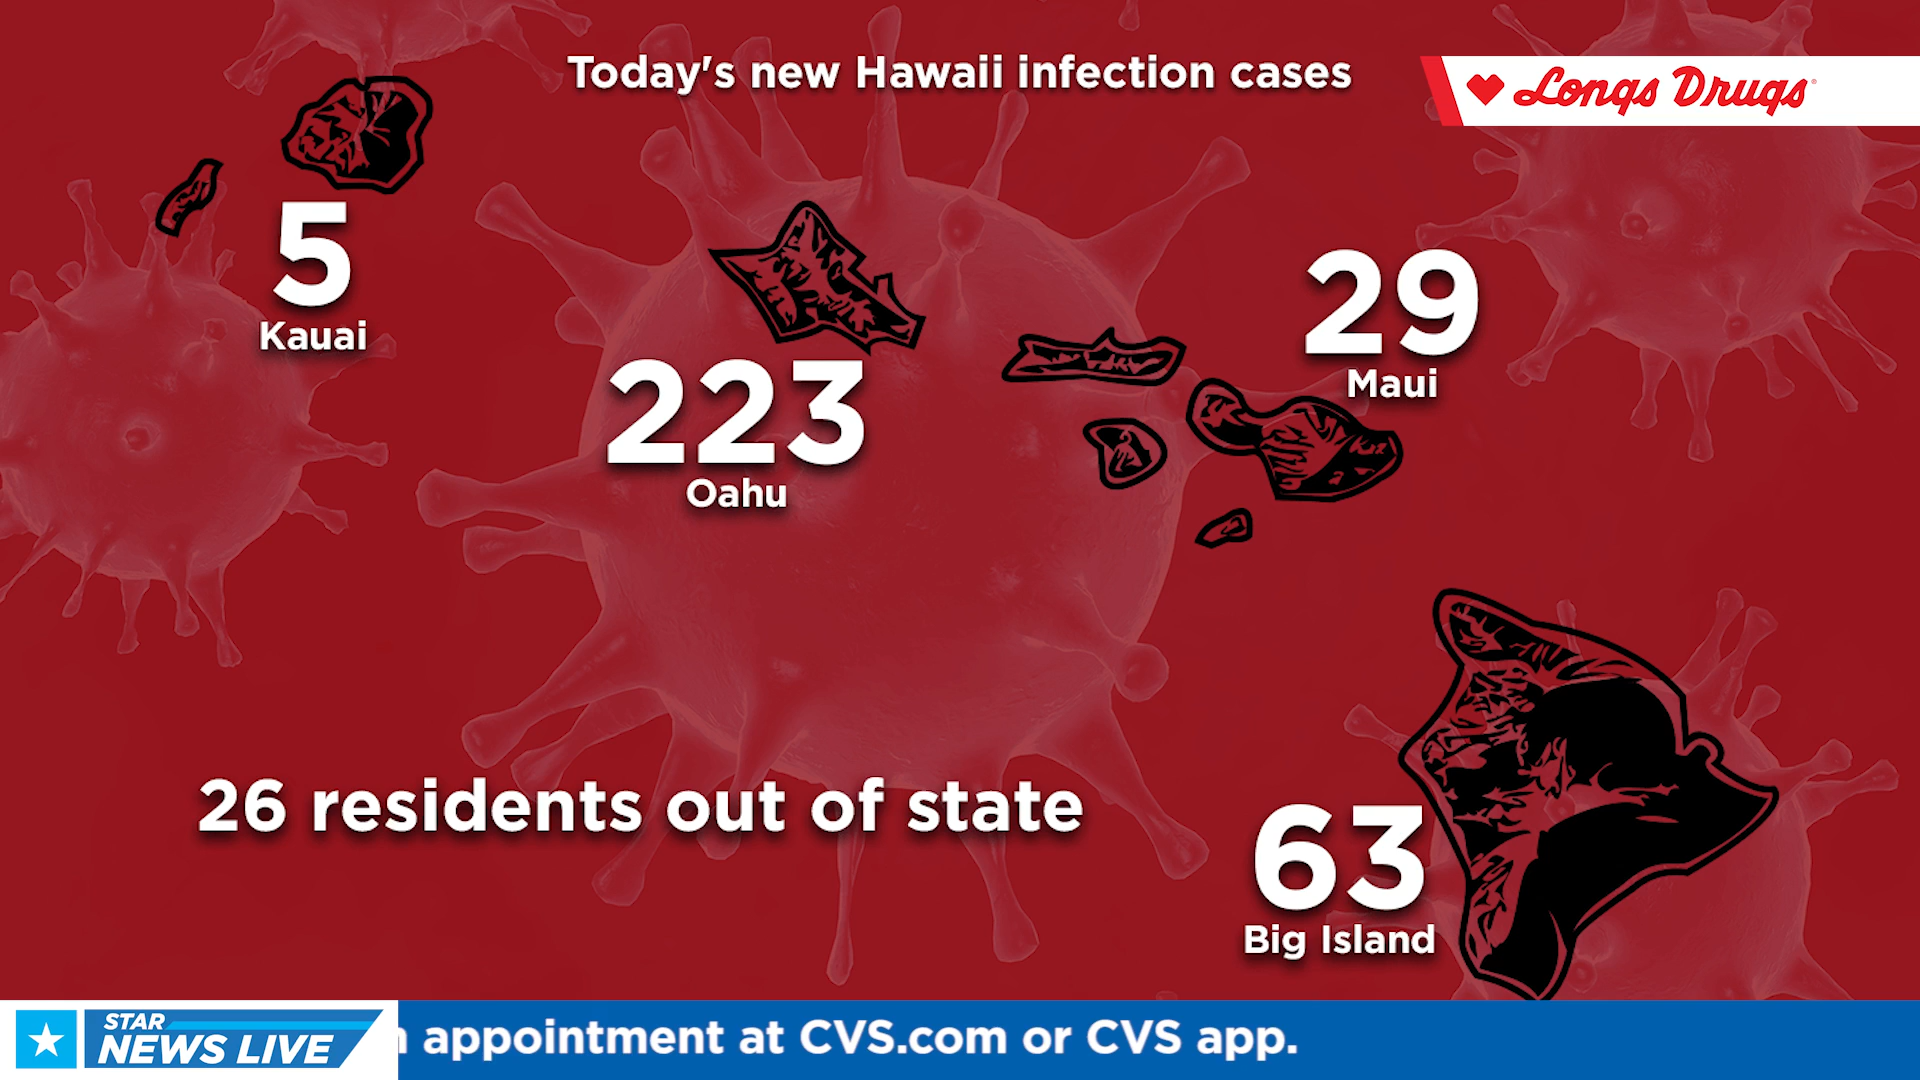 Today's new Hawaii infection cases
Longs Drugs
5
Kauai
223
Oahu
29
Maui
26 residents out of state
63
Big Island
STAR
NEWS LIVE
appointment at CVS.com or CVS app.